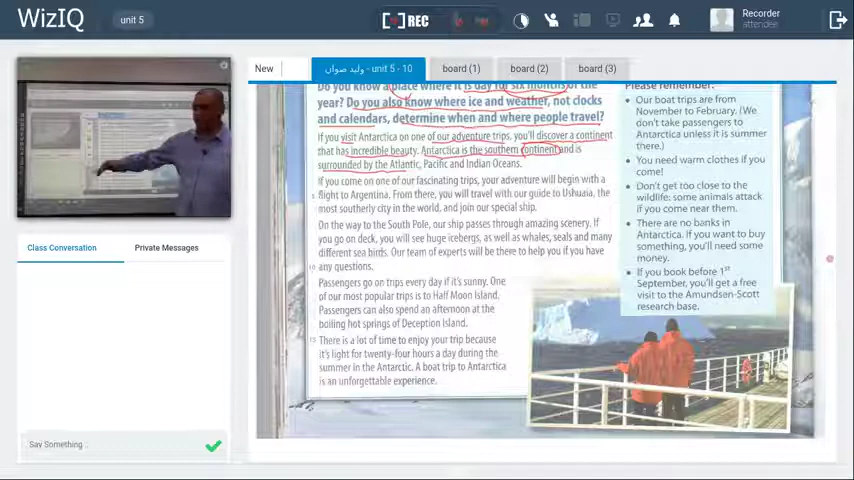 WizIQ
unit 5
[•] REC
Recorder
attendee
New
وليد صوان - unit 5 - 10
board (1)
board (2)
board (3)
Class Conversation
Private Messages
Say Something...
Do you know a place where it is day for six months of the
year? Do you also know where ice and weather, not clocks
and calendars, determine when and where people travel?
If you visit Antarctica on one of our adventure trips, you'll discover a continent
that has incredible beauty. Antarctica is the southern continent and is
surrounded by the Atlantic, Pacific and Indian Oceans.
If you come on one of our fascinating trips, your adventure will begin with a
5 flight to Argentina. From there, you will travel with our guide to Ushuaia, the
most southerly city in the world, and join our special ship.
On the way to the South Pole, our ship passes through amazing scenery. If
you go on deck, you will see huge icebergs, as well as whales, seals and many
different sea birds. Our team of experts will be there to help you if you have
10 any questions.
Passengers go on trips every day if it's sunny. One
of our most popular trips is to Half Moon Island.
Passengers can also spend an afternoon at the
boiling hot springs of Deception Island.
15 There is a lot of time to enjoy your trip because
it's light for twenty-four hours a day during the
summer in the Antarctic. A boat trip to Antarctica
is an unforgettable experience.
Please remember:
• Our boat trips are from
November to February. (We
don't take passengers to
Antarctica unless it is summer
there.)
• You need warm clothes if you
come!
• Don't get too close to the
wildlife: some animals attack
if you come near them.
• There are no banks in
Antarctica. If you want to buy
something, you'll need some
money.
• If you book before 1st
September, you'll get a free
visit to the Amundsen-Scott
research base.